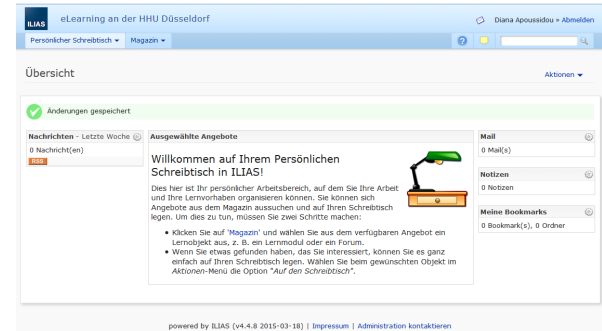 ILIAS
eLearning an der HHU Düsseldorf
Diana Apoussidou » Abmelden
Persönlicher Schreibtisch
Magazin
Übersicht
Aktionen
Änderungen gespeichert
Nachrichten - Letzte Woche
0 Nachricht(en)
RSS
Ausgewählte Angebote
Willkommen auf Ihrem Persönlichen
Schreibtisch in ILIAS!
Dies hier ist Ihr persönlicher Arbeitsbereich, auf dem Sie Ihre Arbeit
und Ihre Lernvorhaben organisieren können. Sie können sich
Angebote aus dem Magazin aussuchen und auf Ihren Schreibtisch
legen. Um dies zu tun, müssen Sie zwei Schritte machen:
• Klicken Sie auf 'Magazin' und wählen Sie aus dem verfügbaren Angebot ein
Lernobjekt aus, z. B. ein Lernmodul oder ein Forum.
• Wenn Sie etwas gefunden haben, das Sie interessiert, können Sie es ganz
einfach auf Ihren Schreibtisch legen. Wählen Sie beim gewünschten Objekt im
Aktionen-Menü die Option "Auf den Schreibtisch".
Mail
0 Mail(s)
Notizen
0 Notizen
Meine Bookmarks
0 Bookmark(s), 0 Ordner
powered by ILIAS (v4.4.8 2015-03-18) | Impressum | Administration kontaktieren